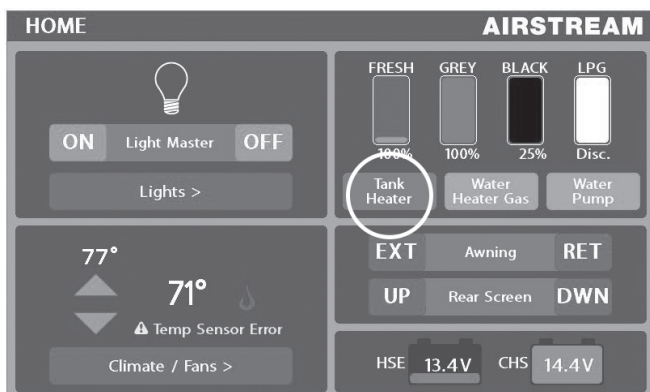 HOME
AIRSTREAM
ON Light Master OFF
Lights >
FRESH GREY BLACK LPG
100% 100% 25% Disc.
Tank Heater
Water Heater Gas
Water Pump
77°
71°
Temp Sensor Error
Climate / Fans >
EXT Awning RET
UP Rear Screen DWN
HSE 13.4V CHS 14.4V